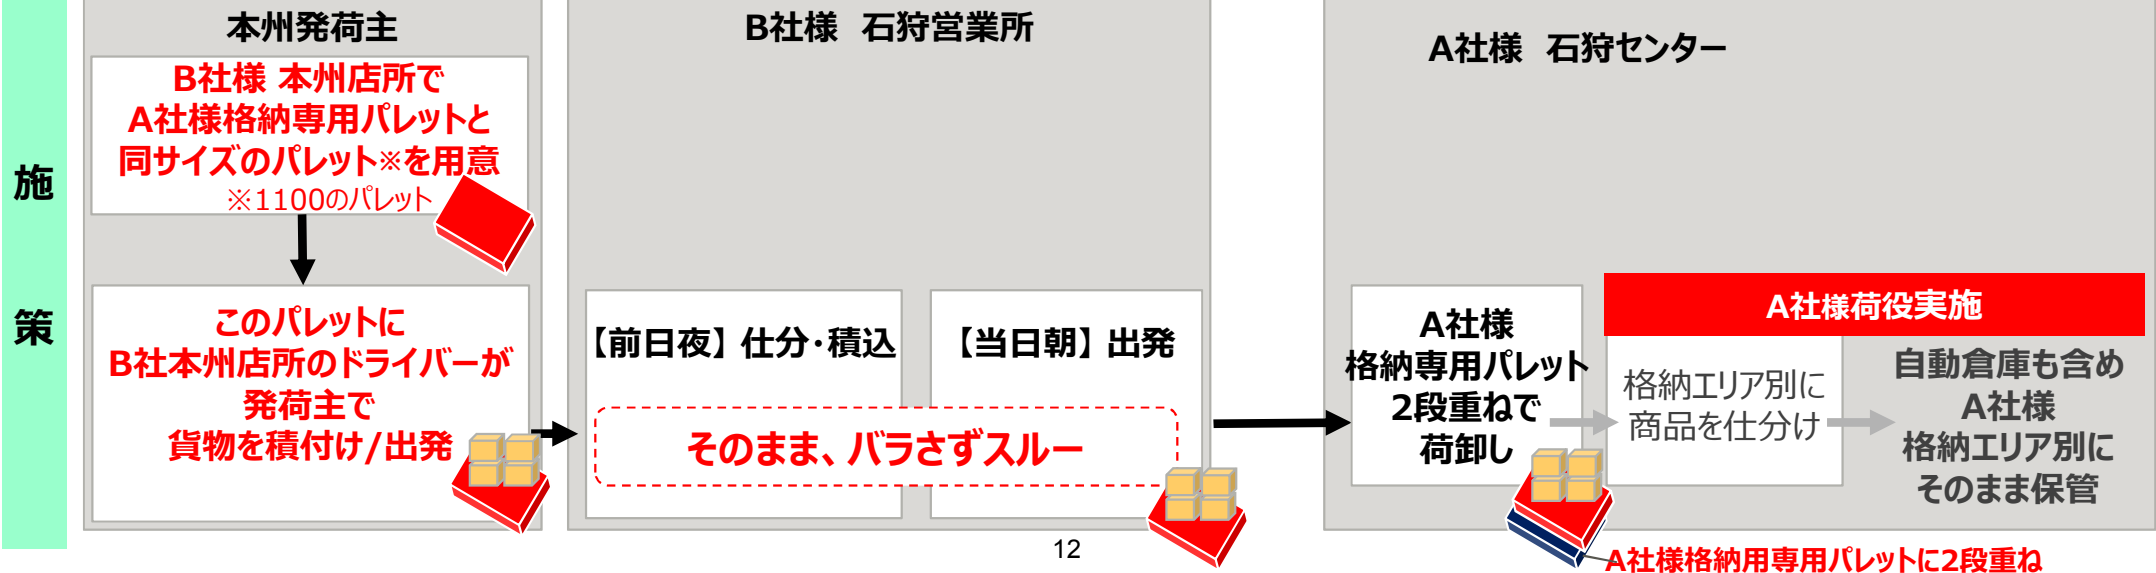 施
策
本州発荷主
B社様 本州店所で
A社様格納専用パレットと
同サイズのパレット※を用意
※1100のパレット
このパレットに
B社本州店所のドライバーが
発荷主で
貨物を積付け/出発
B社様 石狩営業所
【前日夜】仕分・積込
【当日朝】出発
そのまま、バラさずスルー
A社様 石狩センター
A社様
格納専用パレット
2段重ねで
荷卸し
A社様荷役実施
格納エリア別に
商品を仕分け
自動倉庫も含め
A社様
格納エリア別に
そのまま保管
A社様格納用専用パレットに2段重ね
12